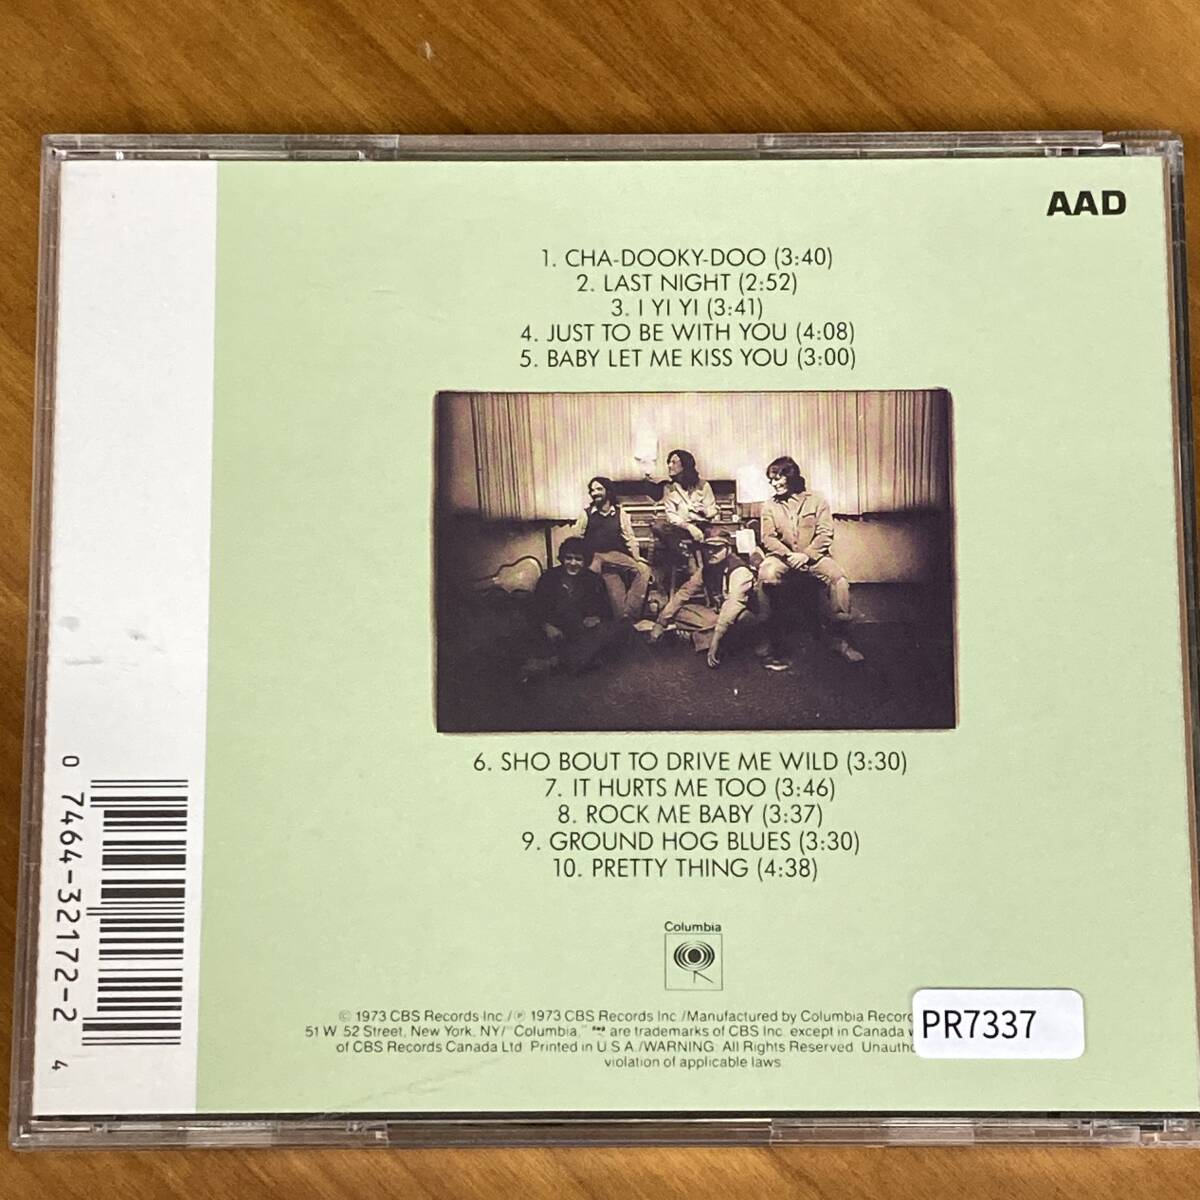 AAD
1. CHA-DOOKY-DOO (3:40)
2. LAST NIGHT (2:52)
3. I YI YI (3:41)
4. JUST TO BE WITH YOU (4:08)
5. BABY LET ME KISS YOU (3:00)
6. SHO BOUT TO DRIVE ME WILD (3:30)
7. IT HURTS ME TOO (3:46)
8. ROCK ME BABY (3:37)
9. GROUND HOG BLUES (3:30)
10. PRETTY THING (4:38)
Columbia
© 1973 CBS Records Inc./℗ 1973 CBS Records Inc./Manufactured by Columbia
51 W. 52 Street, New York, NY/"Columbia," are trademarks of CBS Inc. except in Canada
of CBS Records Canada Ltd. Printed in U.S.A./WARNING: All Rights Reserved.
violation of applicable laws.
PR7337
0 7464-32172-2 4